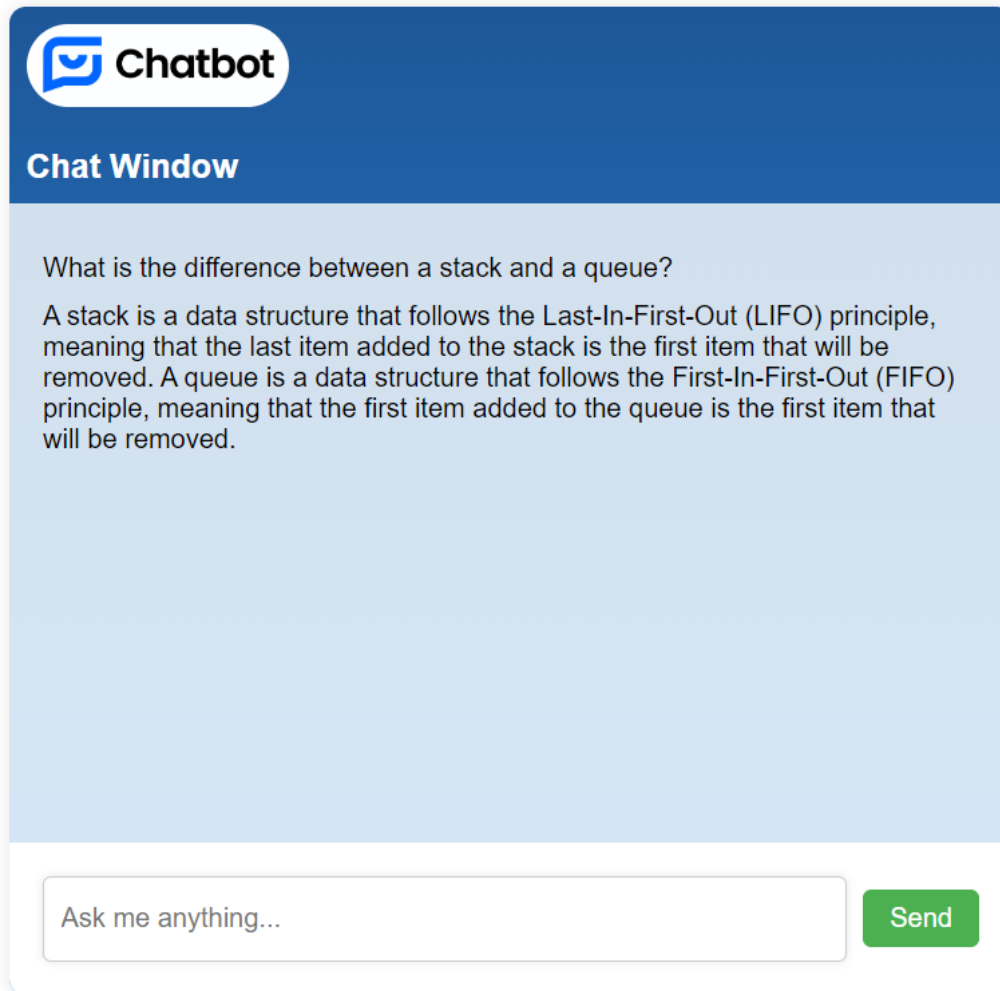 Chatbot
Chat Window
What is the difference between a stack and a queue?
A stack is a data structure that follows the Last-In-First-Out (LIFO) principle,
meaning that the last item added to the stack is the first item that will be
removed. A queue is a data structure that follows the First-In-First-Out (FIFO)
principle, meaning that the first item added to the queue is the first item that
will be removed.
Ask me anything...
Send